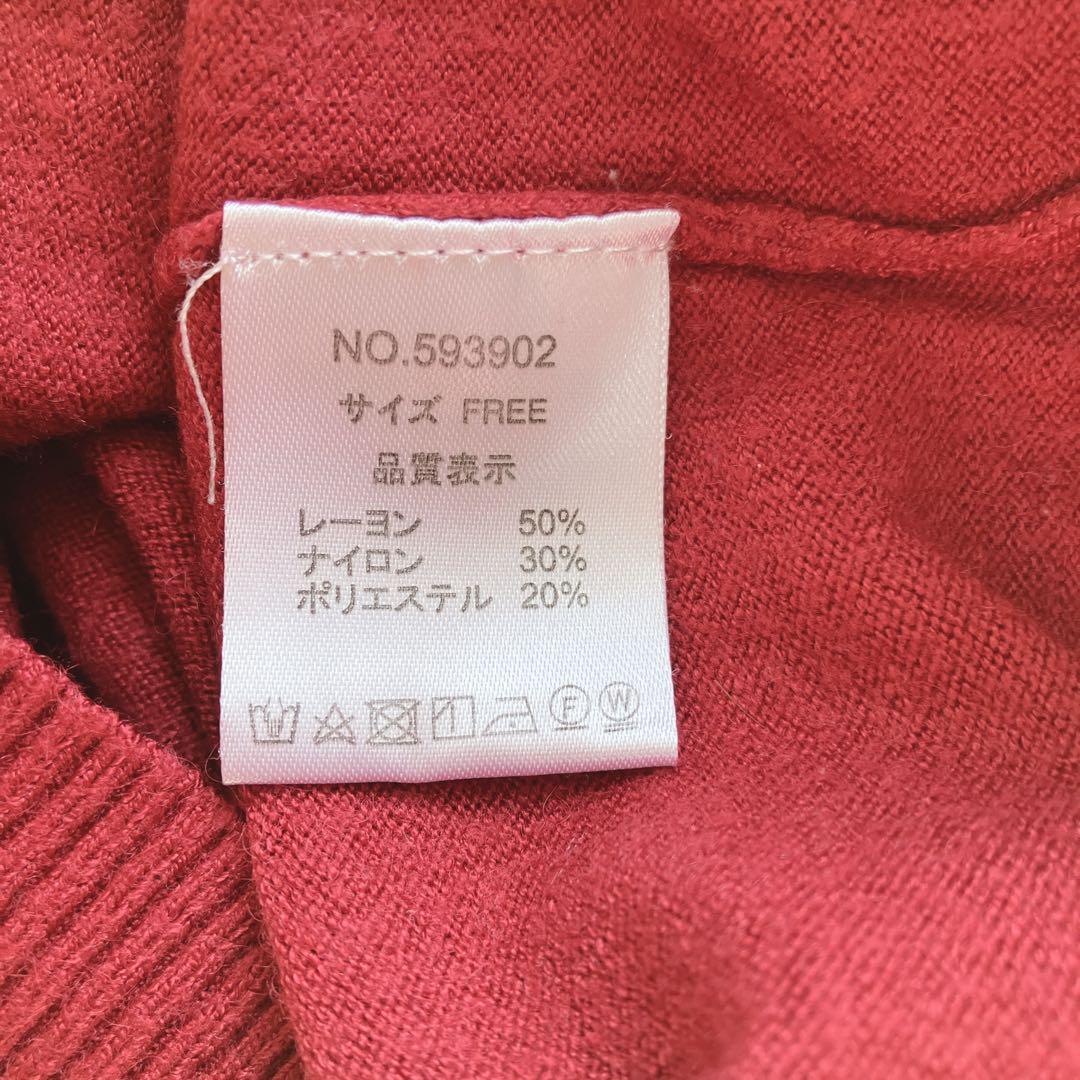 NO.593902
サイズ FREE
品質表示
レーヨン 50%
ナイロン 30%
ポリエステル 20%
F W